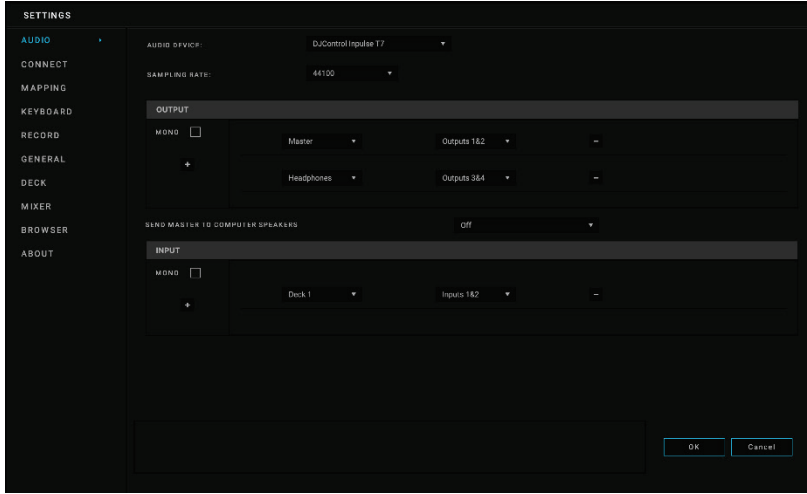 SETTINGS
AUDIO
CONNECT
MAPPING
KEYBOARD
RECORD
GENERAL
DECK
MIXER
BROWSER
ABOUT
AUDIO DEVICE: DJControl Inpulse T7
SAMPLING RATE: 44100
OUTPUT
MONO
+
Master Outputs 1&2 –
Headphones Outputs 3&4 –
SEND MASTER TO COMPUTER SPEAKERS Off
INPUT
MONO
+
Deck 1 Inputs 1&2 –
OK Cancel